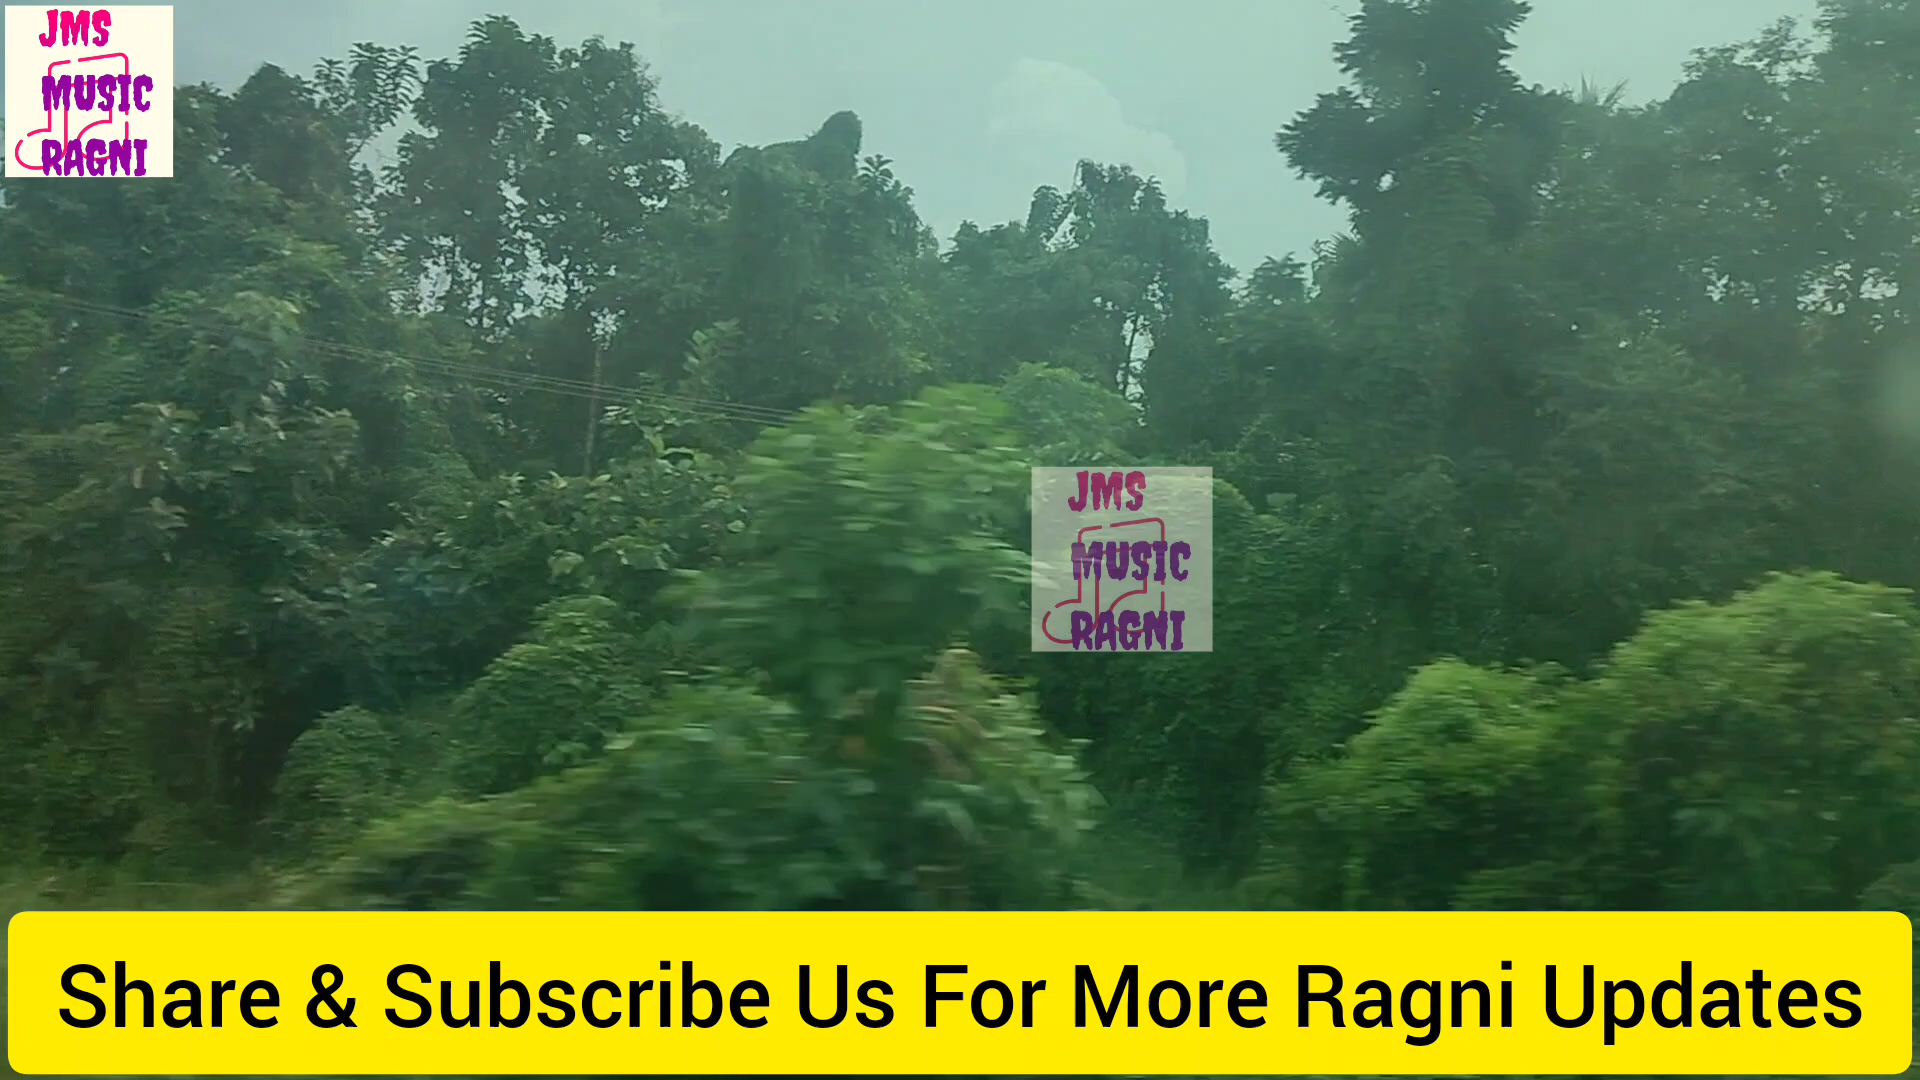 JMS
MUSIC
RAGNI
JMS
MUSIC
RAGNI
Share & Subscribe Us For More Ragni Updates